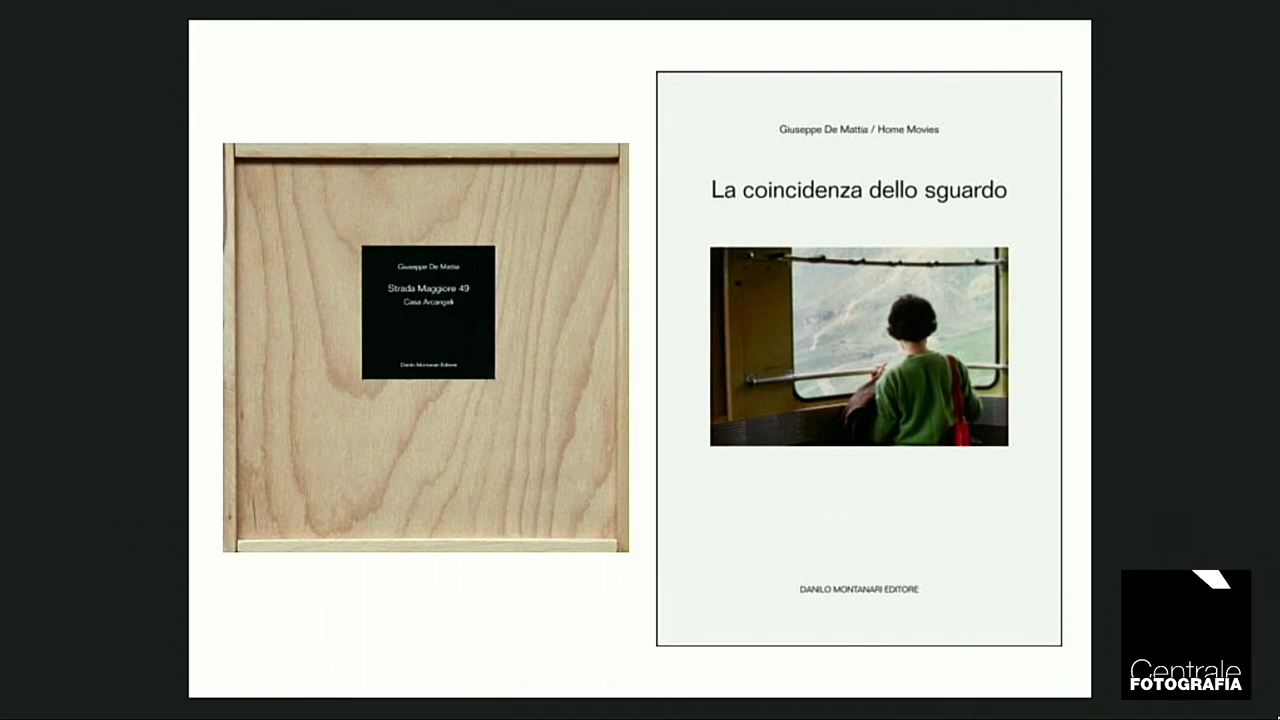 Giuseppe De Mattia
Strada Maggiore 49
Casa Arcangeli
Danilo Montanari Editore
Giuseppe De Mattia / Home Movies
La coincidenza dello sguardo
DANILO MONTANARI EDITORE
Centrale
FOTOGRAFIA